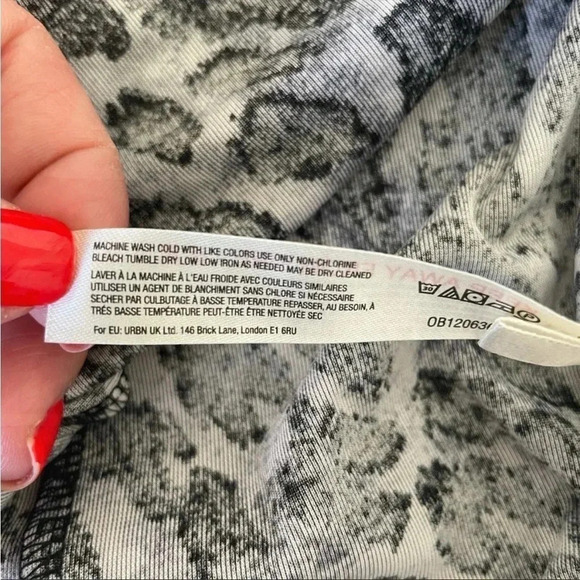 MACHINE WASH COLD WITH LIKE COLORS USE ONLY NON-CHLORINE
BLEACH TUMBLE DRY LOW LOW IRON AS NEEDED MAY BE DRY CLEANED
LAVER À LA MACHINE À L'EAU FROIDE AVEC COULEURS SIMILAIRES
UTILISER UN AGENT DE BLANCHIMENT SANS CHLORE SI NÉCESSAIRE
SECHER PAR CULBUTAGE À BASSE TEMPERATURE REPASSER, AU BESOIN, À
TRÈS BASSE TEMPÉRATURE PEUT-ÊTRE ÊTRE NETTOYÉE SEC
For EU: URBN UK Ltd. 146 Brick Lane, London E1 6RU
30
OB120636